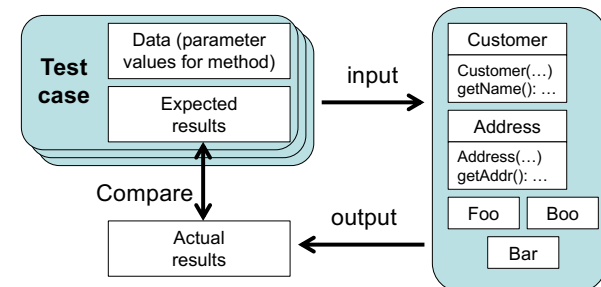 Test
case
Data (parameter
values for method)
Expected
results
Compare
Actual
results
input
output
Customer
Customer(…)
getName(): …
Address
Address(…)
getAddr(): …
Foo
Boo
Bar